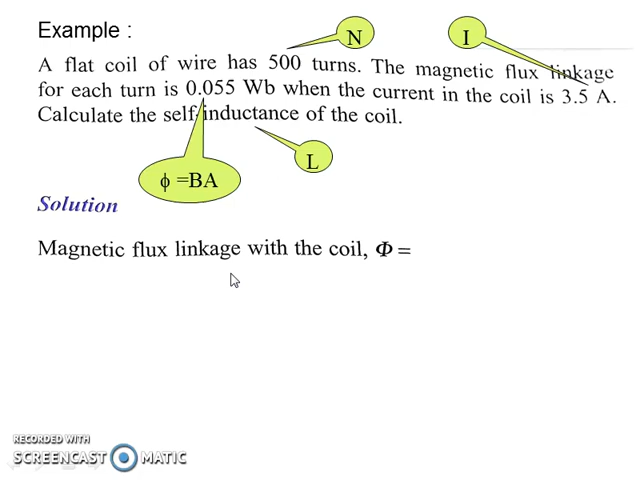 Example :
N
I
A flat coil of wire has 500 turns. The magnetic flux linkage
for each turn is 0.055 Wb when the current in the coil is 3.5 A.
Calculate the self-inductance of the coil.
L
ϕ =BA
Solution
Magnetic flux linkage with the coil, Φ =
RECORDED WITH
SCREENCAST MATIC